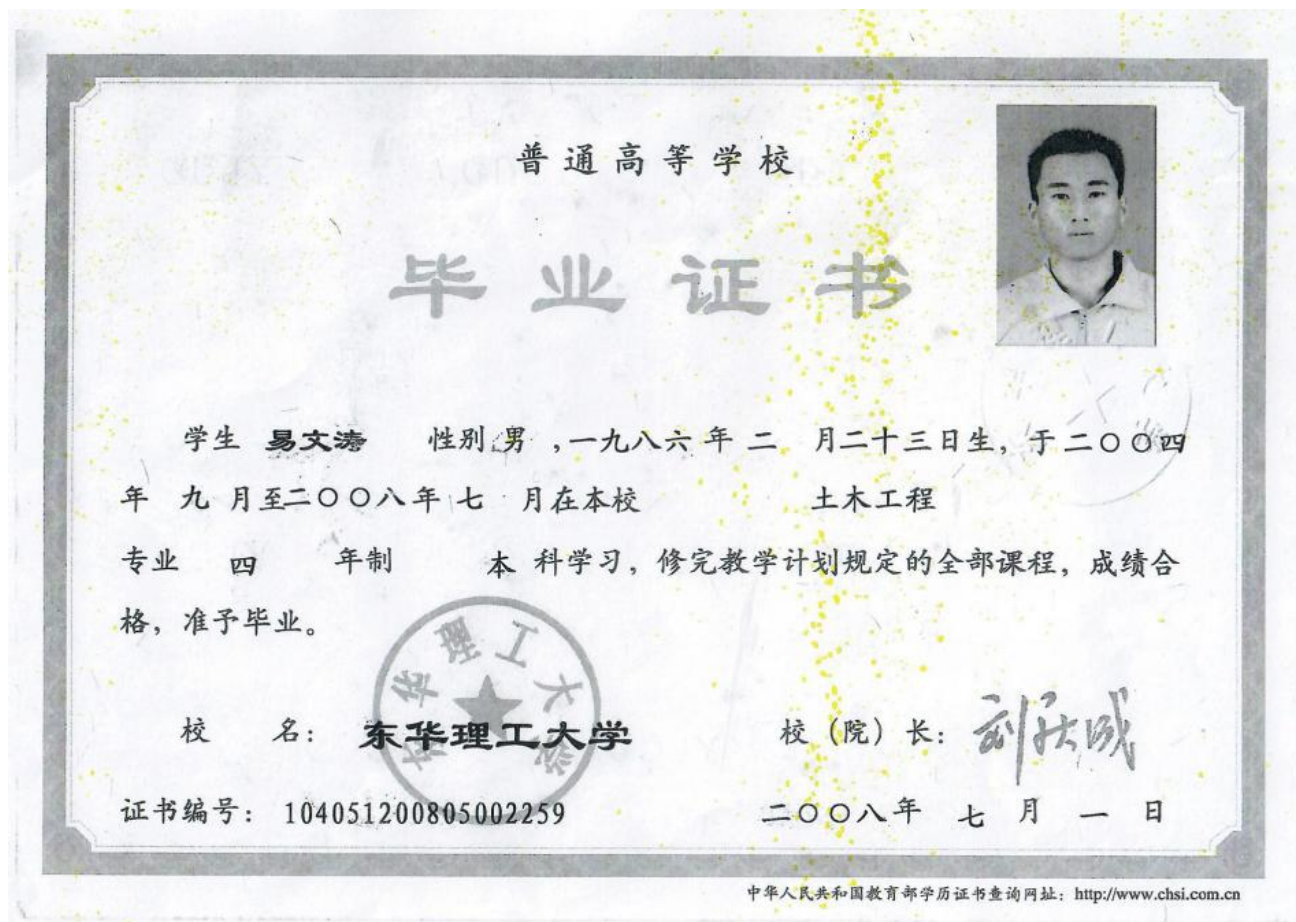 普通高等学校
毕业证书
学生 易文涛 性别 男 ,一九八六 年 二 月二十三日生, 于二〇〇四
年 九 月至二〇〇八年 七 月在本校 土木工程
专业 四 年制 本 科学习, 修完教学计划规定的全部课程, 成绩合
格, 准予毕业。
东华理工大学
校 名: 东华理工大学 校 (院) 长:
证书编号: 104051200805002259 二〇〇八年 七 月 一 日
中华人民共和国教育部学历证书查询网址: http://www.chsi.com.cn